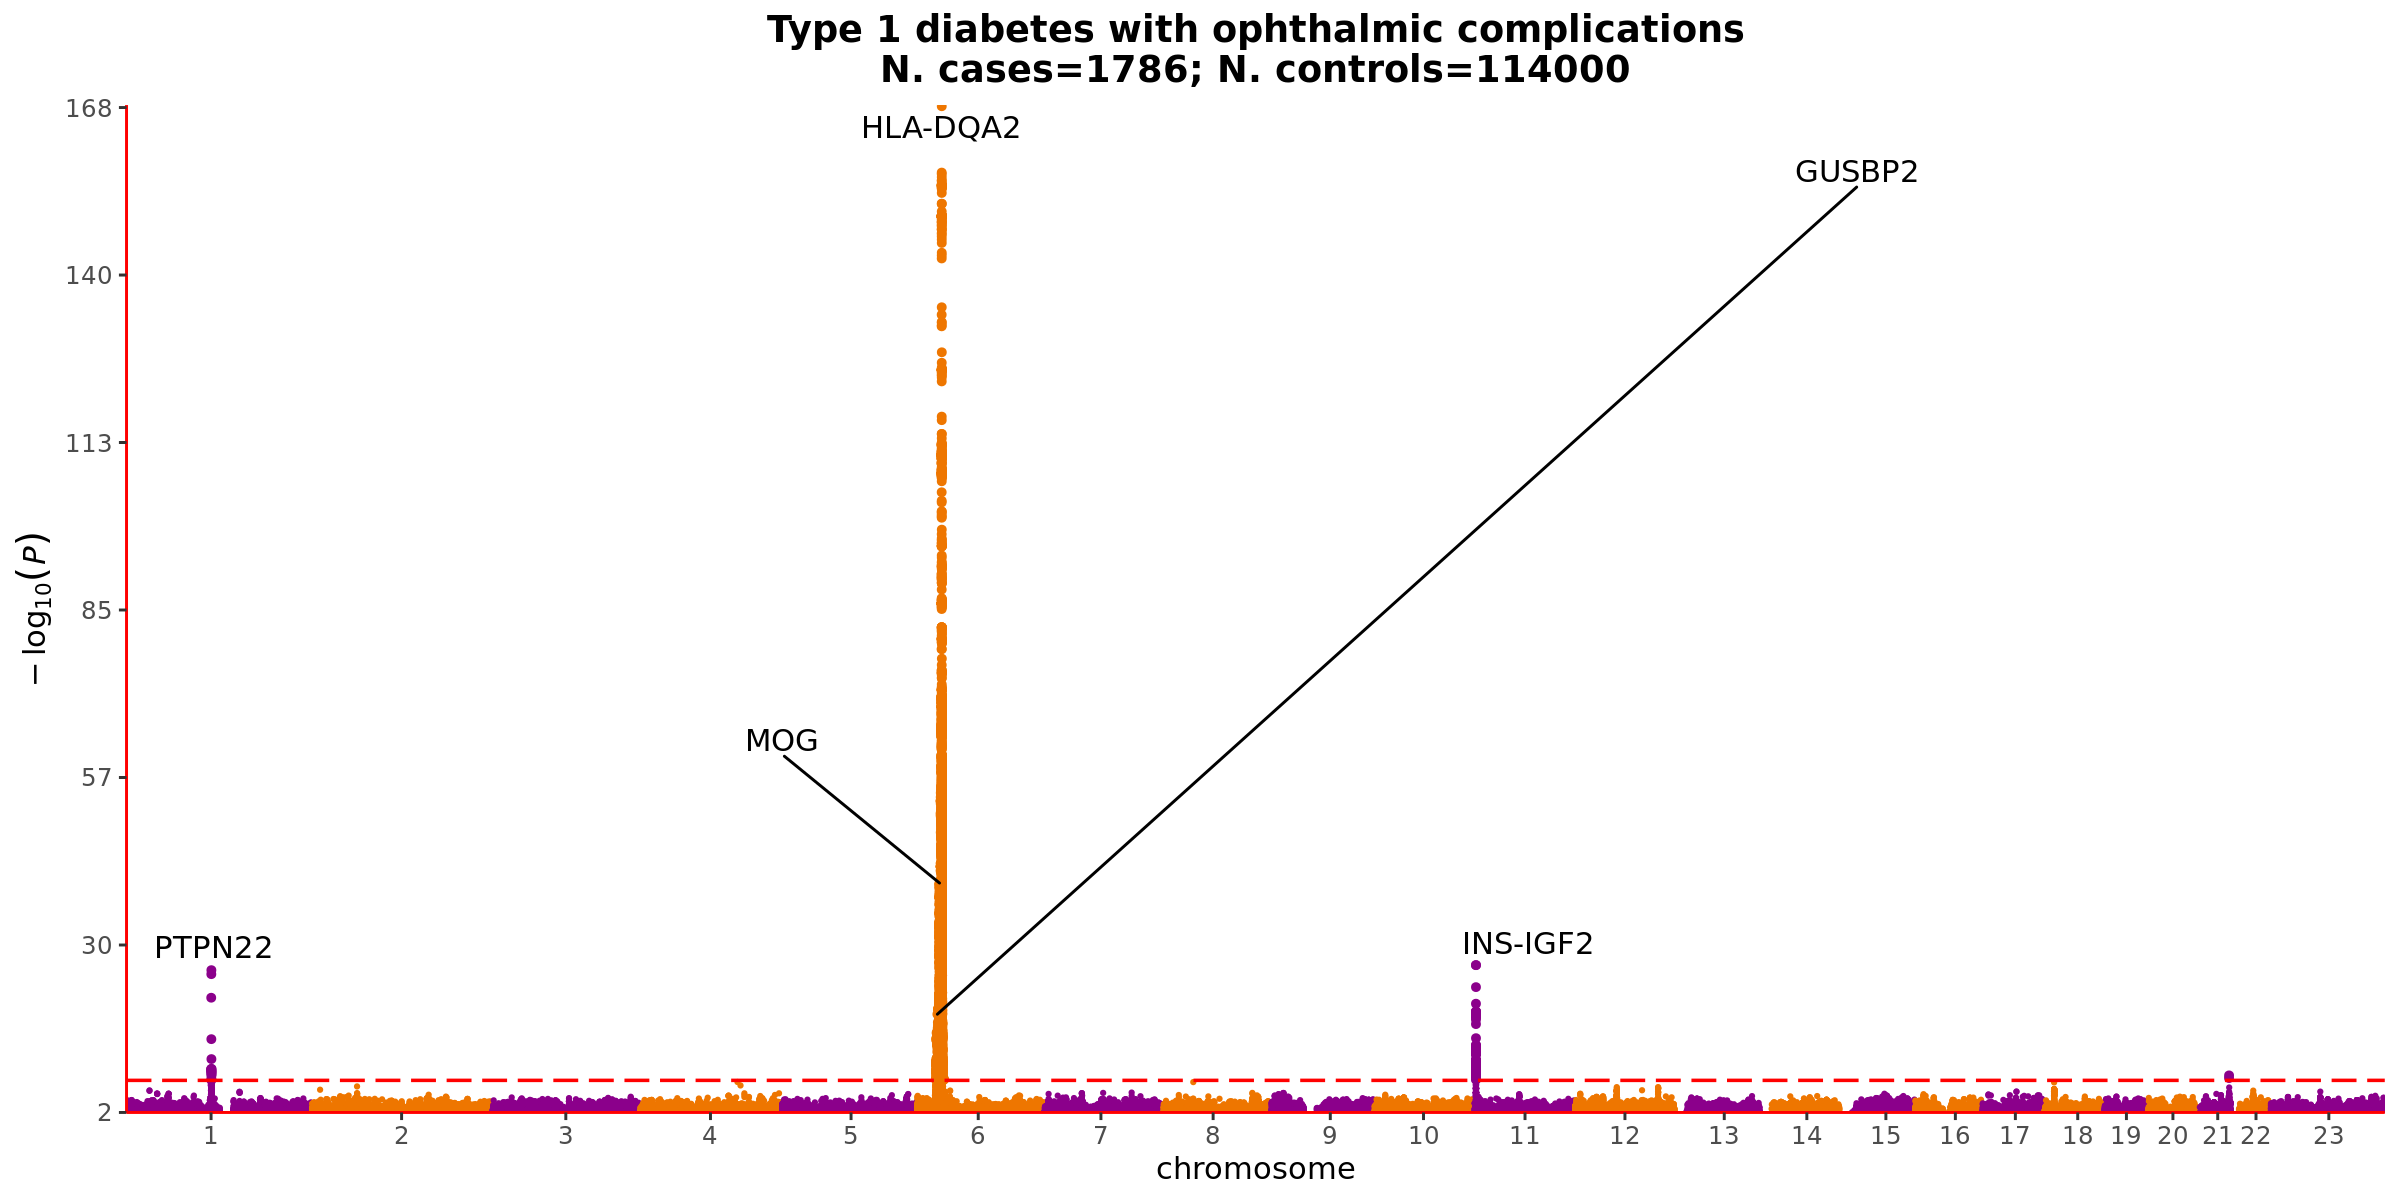 Type 1 diabetes with ophthalmic complications
N. cases=1786; N. controls=114000
168
140
113
85
57
30
2
−log₁₀(P)
HLA-DQA2
GUSBP2
MOG
PTPN22
INS-IGF2
1 2 3 4 5 6 7 8 9 10 11 12 13 14 15 16 17 18 19 20 21 22 23
chromosome